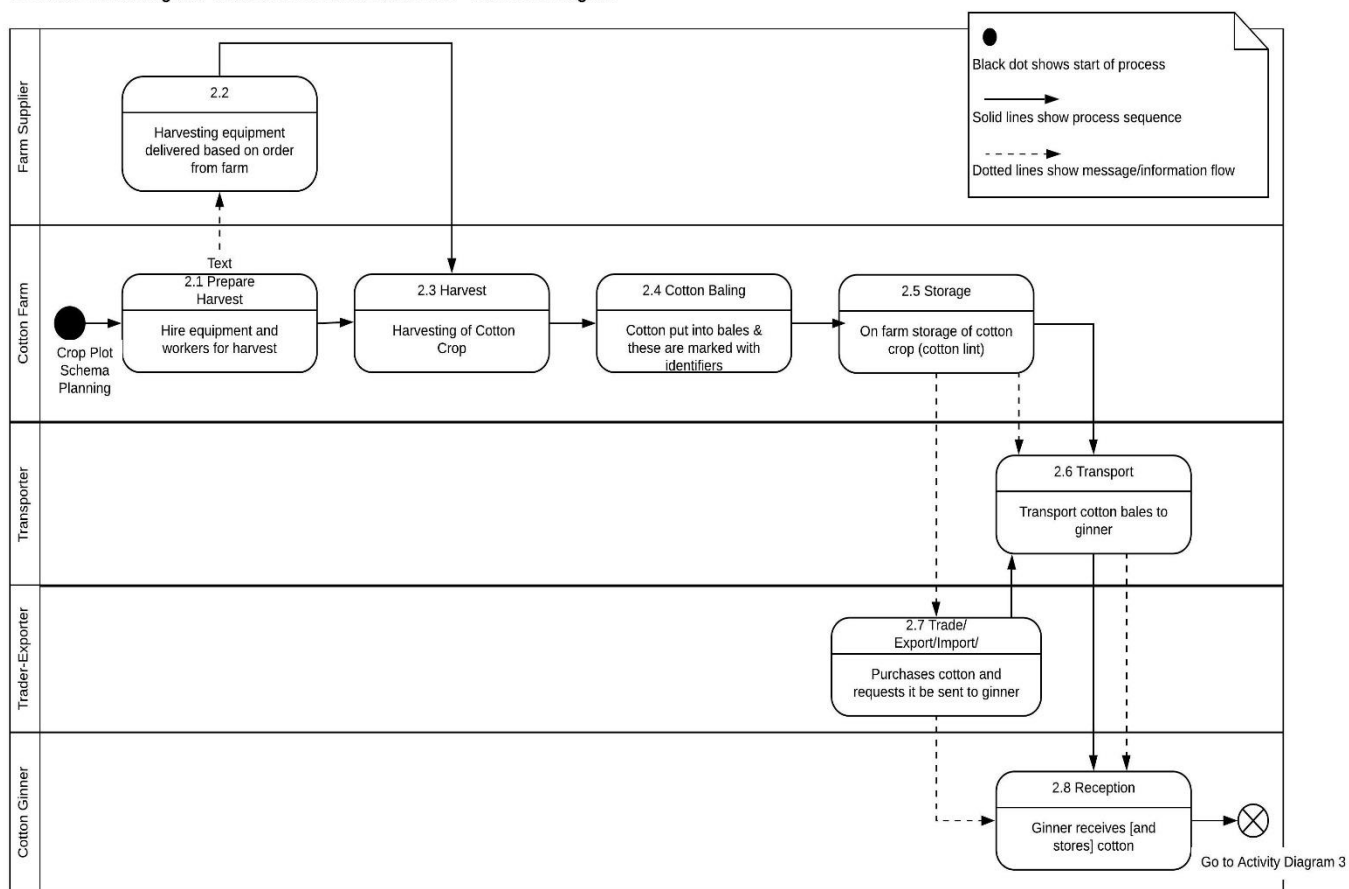 Black dot shows start of process
Solid lines show process sequence
Dotted lines show message/information flow
Farm Supplier
2.2
Harvesting equipment
delivered based on order
from farm
Cotton Farm
Crop Plot
Schema
Planning
Text
2.1 Prepare
Harvest
Hire equipment and
workers for harvest
2.3 Harvest
Harvesting of Cotton
Crop
2.4 Cotton Baling
Cotton put into bales &
these are marked with
identifiers
2.5 Storage
On farm storage of cotton
crop (cotton lint)
Transporter
2.6 Transport
Transport cotton bales to
ginner
Trader-Exporter
2.7 Trade/
Export/Import/
Purchases cotton and
requests it be sent to ginner
Cotton Ginner
2.8 Reception
Ginner receives [and
stores] cotton
Go to Activity Diagram 3